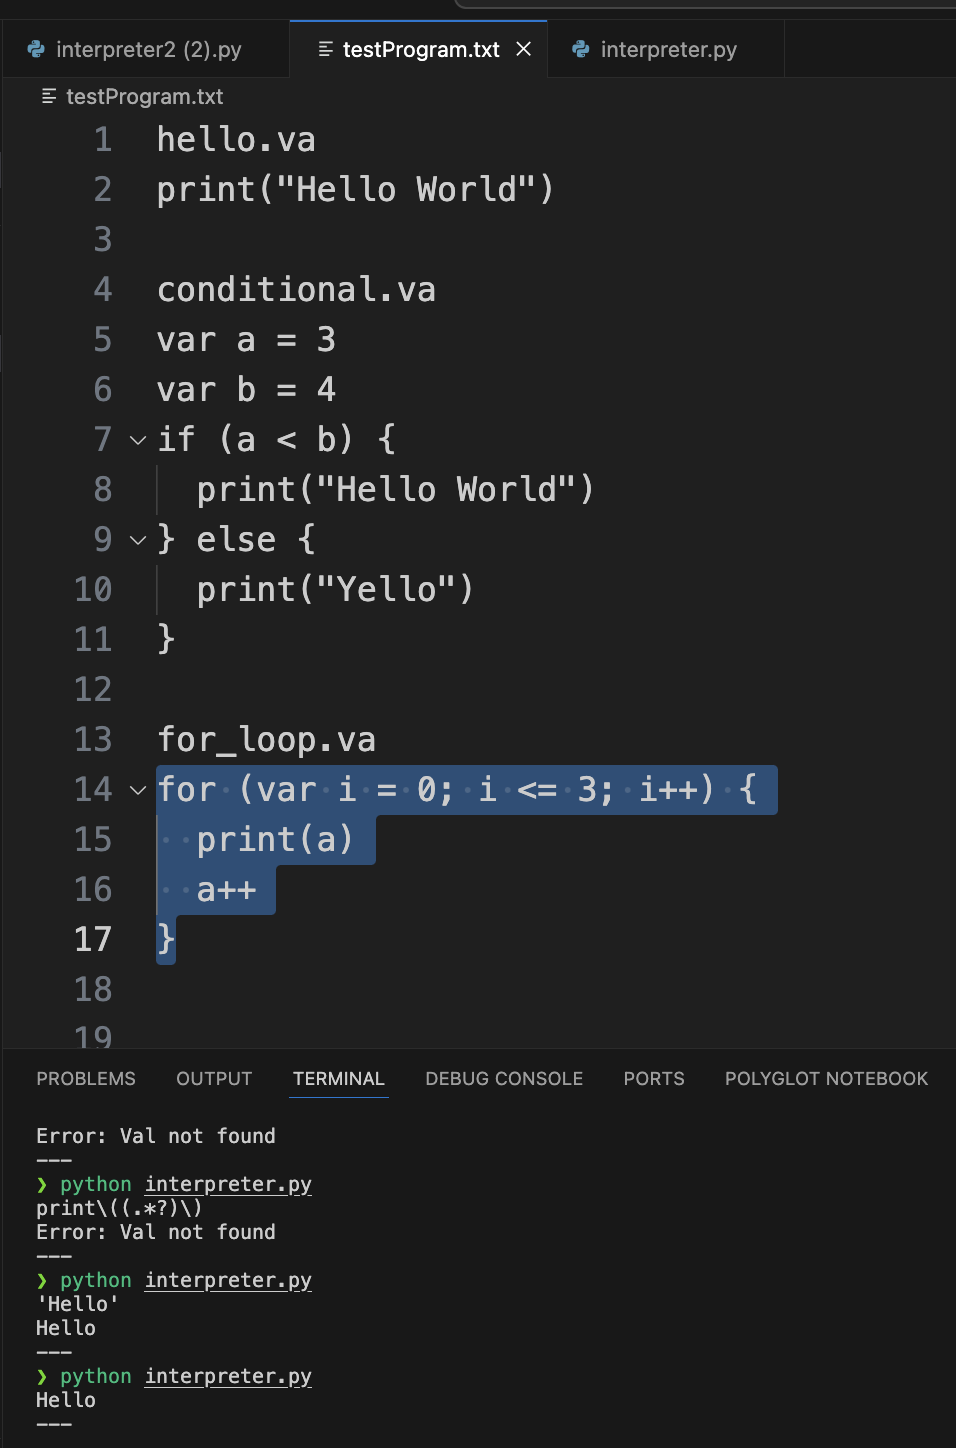 interpreter2 (2).py
testProgram.txt
interpreter.py
testProgram.txt
1 hello.va
2 print("Hello World")
3
4 conditional.va
5 var a = 3
6 var b = 4
7 if (a < b) {
8   print("Hello World")
9 } else {
10   print("Yello")
11 }
12
13 for_loop.va
14 for (var i = 0; i <= 3; i++) {
15   print(a)
16   a++
17 }
18
19
PROBLEMS OUTPUT TERMINAL DEBUG CONSOLE PORTS POLYGLOT NOTEBOOK
Error: Val not found
———
❯ python interpreter.py
print\((.*?)\)
Error: Val not found
———
❯ python interpreter.py
'Hello'
Hello
———
❯ python interpreter.py
Hello
———